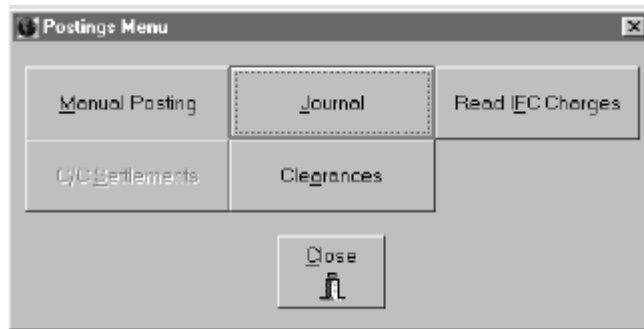 Postings Menu
Manual Posting Journal Read IFC Charges
C/C Settlements Clearances
Close